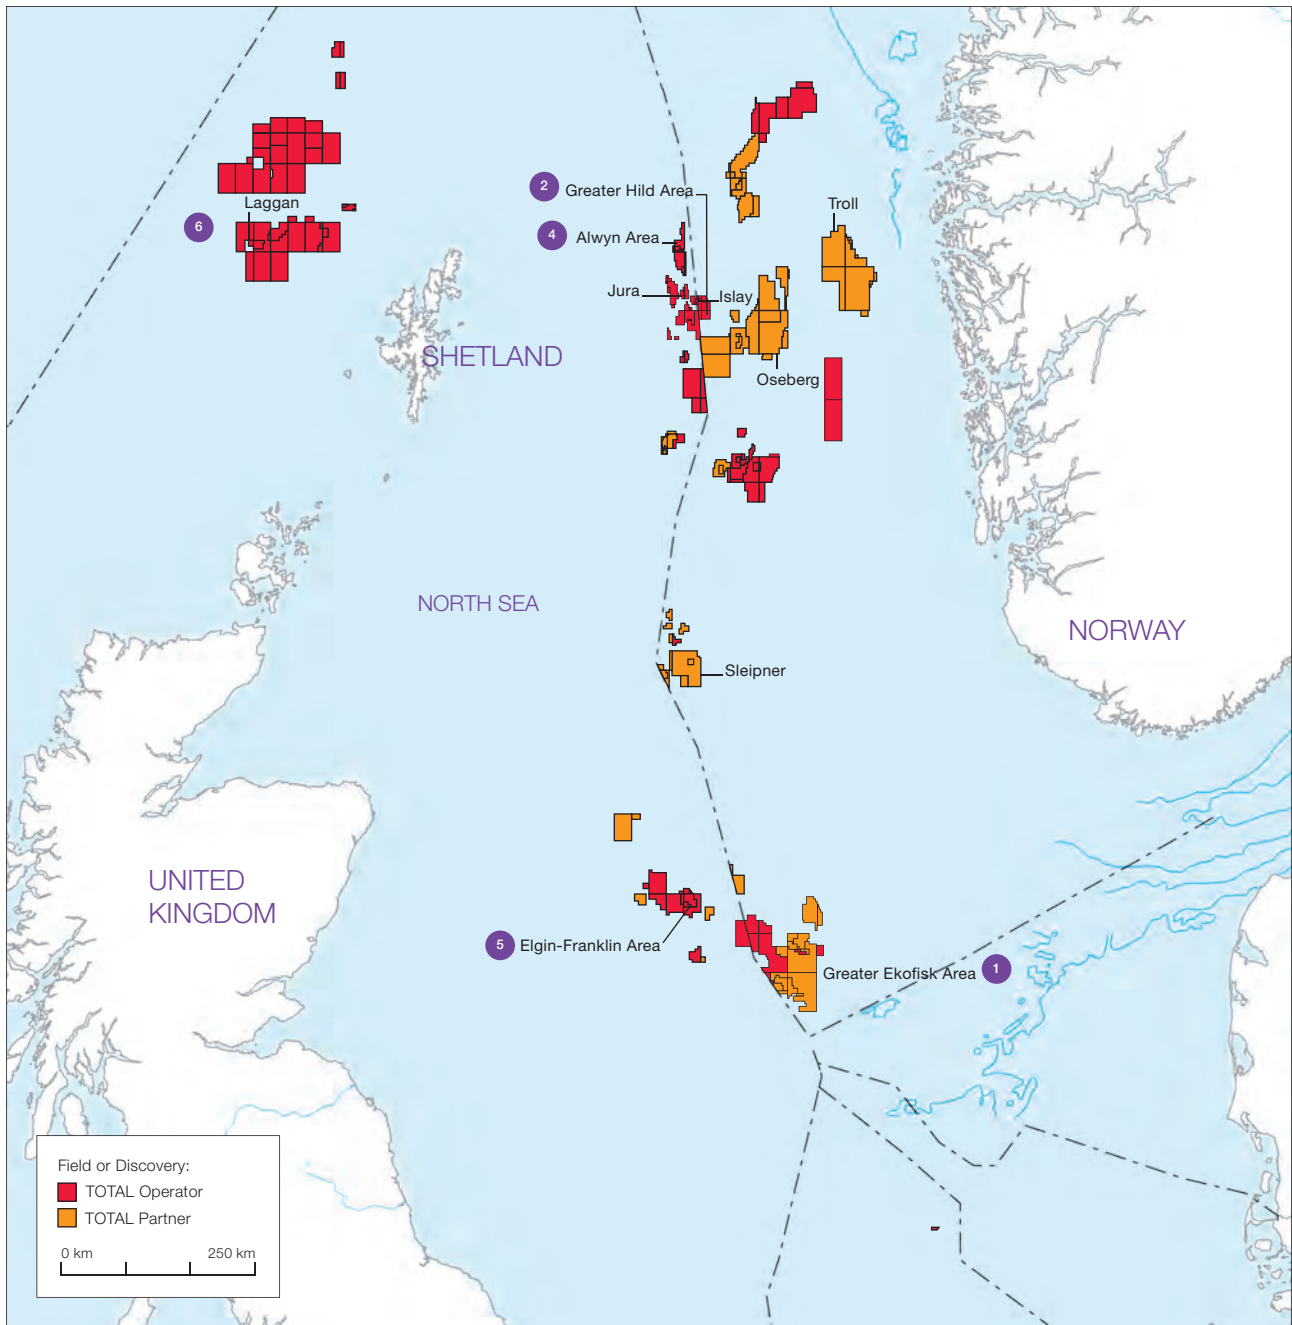 2 Greater Hild Area
Troll
Laggan
6
4 Alwyn Area
Jura
Islay
SHETLAND
Oseberg
NORTH SEA
NORWAY
Sleipner
UNITED
KINGDOM
5 Elgin-Franklin Area
Greater Ekofisk Area 1
Field or Discovery:
TOTAL Operator
TOTAL Partner
0 km 250 km